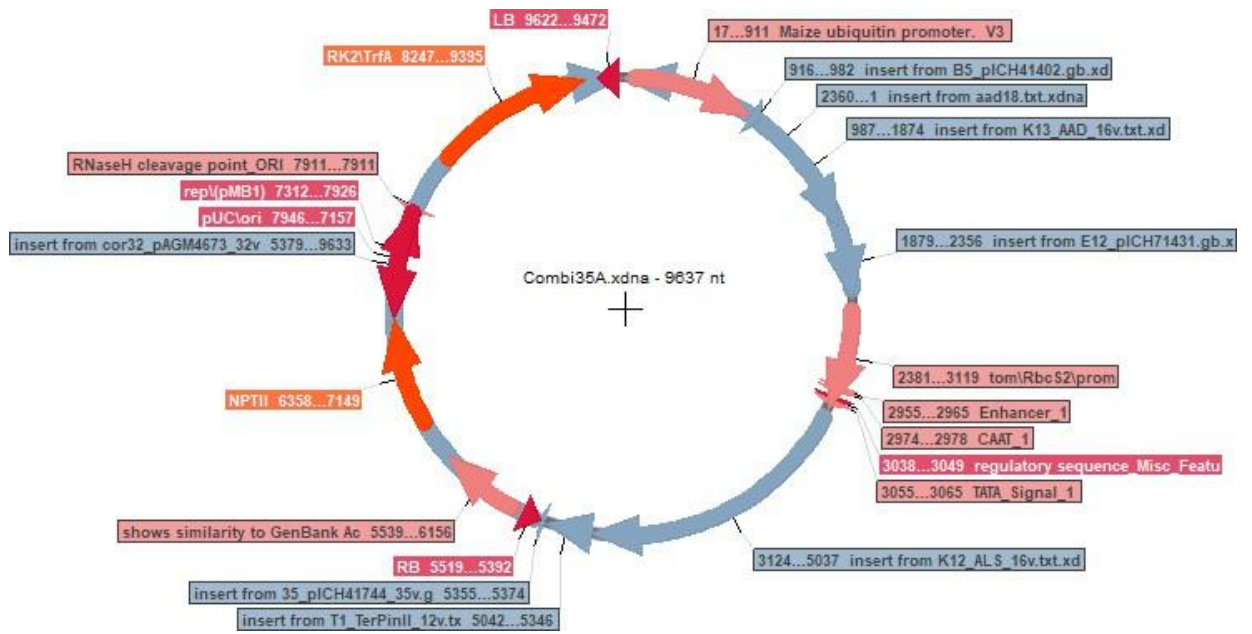 LB 9622...9472
17...911 Maize ubiquitin promoter. V3
RK2\TrfA 8247...9395
916...982 insert from B5_pICH41402.gb.xd
2360...1 insert from aad18.txt.xdna
987...1874 insert from K13_AAD_16v.txt.xd
RNaseH cleavage point_ORI 7911...7911
rep\(pMB1) 7312...7926
pUC\ori 7946...7157
insert from cor32_pAGM4673_32v 5379...9633
1879...2356 insert from E12_pICH71431.gb.x
Combi35A.xdna - 9637 nt
2381...3119 tom\RbcS2\prom
NPTII 6358...7149
2955...2965 Enhancer_1
2974...2978 CAAT_1
3038...3049 regulatory sequence_Misc_Featu
3055...3065 TATA_Signal_1
shows similarity to GenBank Ac 5539...6156
3124...5037 insert from K12_ALS_16v.txt.xd
RB 5519...5392
insert from 35_pICH41744_35v.g 5355...5374
insert from T1_TerPinII_12v.tx 5042...5346